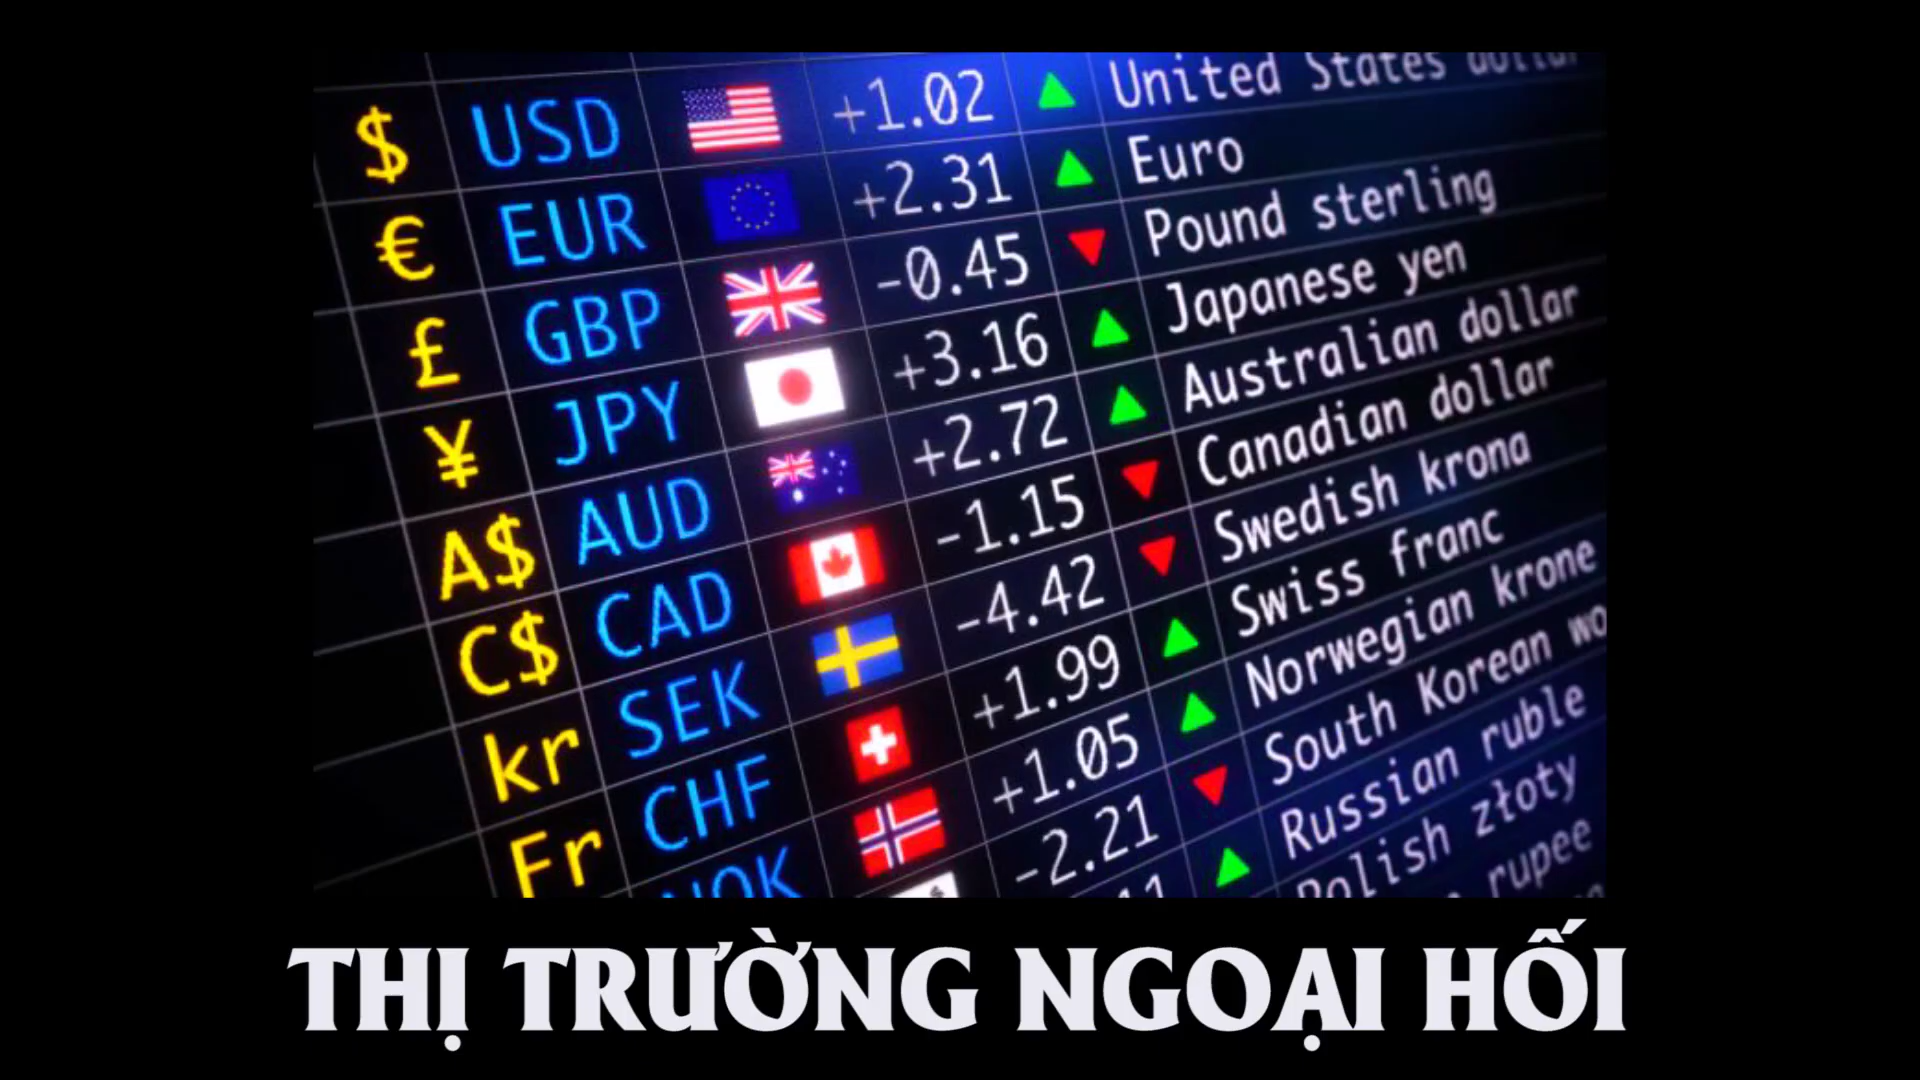 $ USD +1.02 United States dollar
€ EUR +2.31 Euro
£ GBP -0.45 Pound sterling
¥ JPY +3.16 Japanese yen
A$ AUD +2.72 Australian dollar
C$ CAD -1.15 Canadian dollar
kr SEK -4.42 Swedish krona
Fr CHF +1.99 Swiss franc
NOK +1.05 Norwegian krone
-2.21 South Korean wo
Russian ruble
Polish złoty
rupee
THỊ TRƯỜNG NGOẠI HỐI